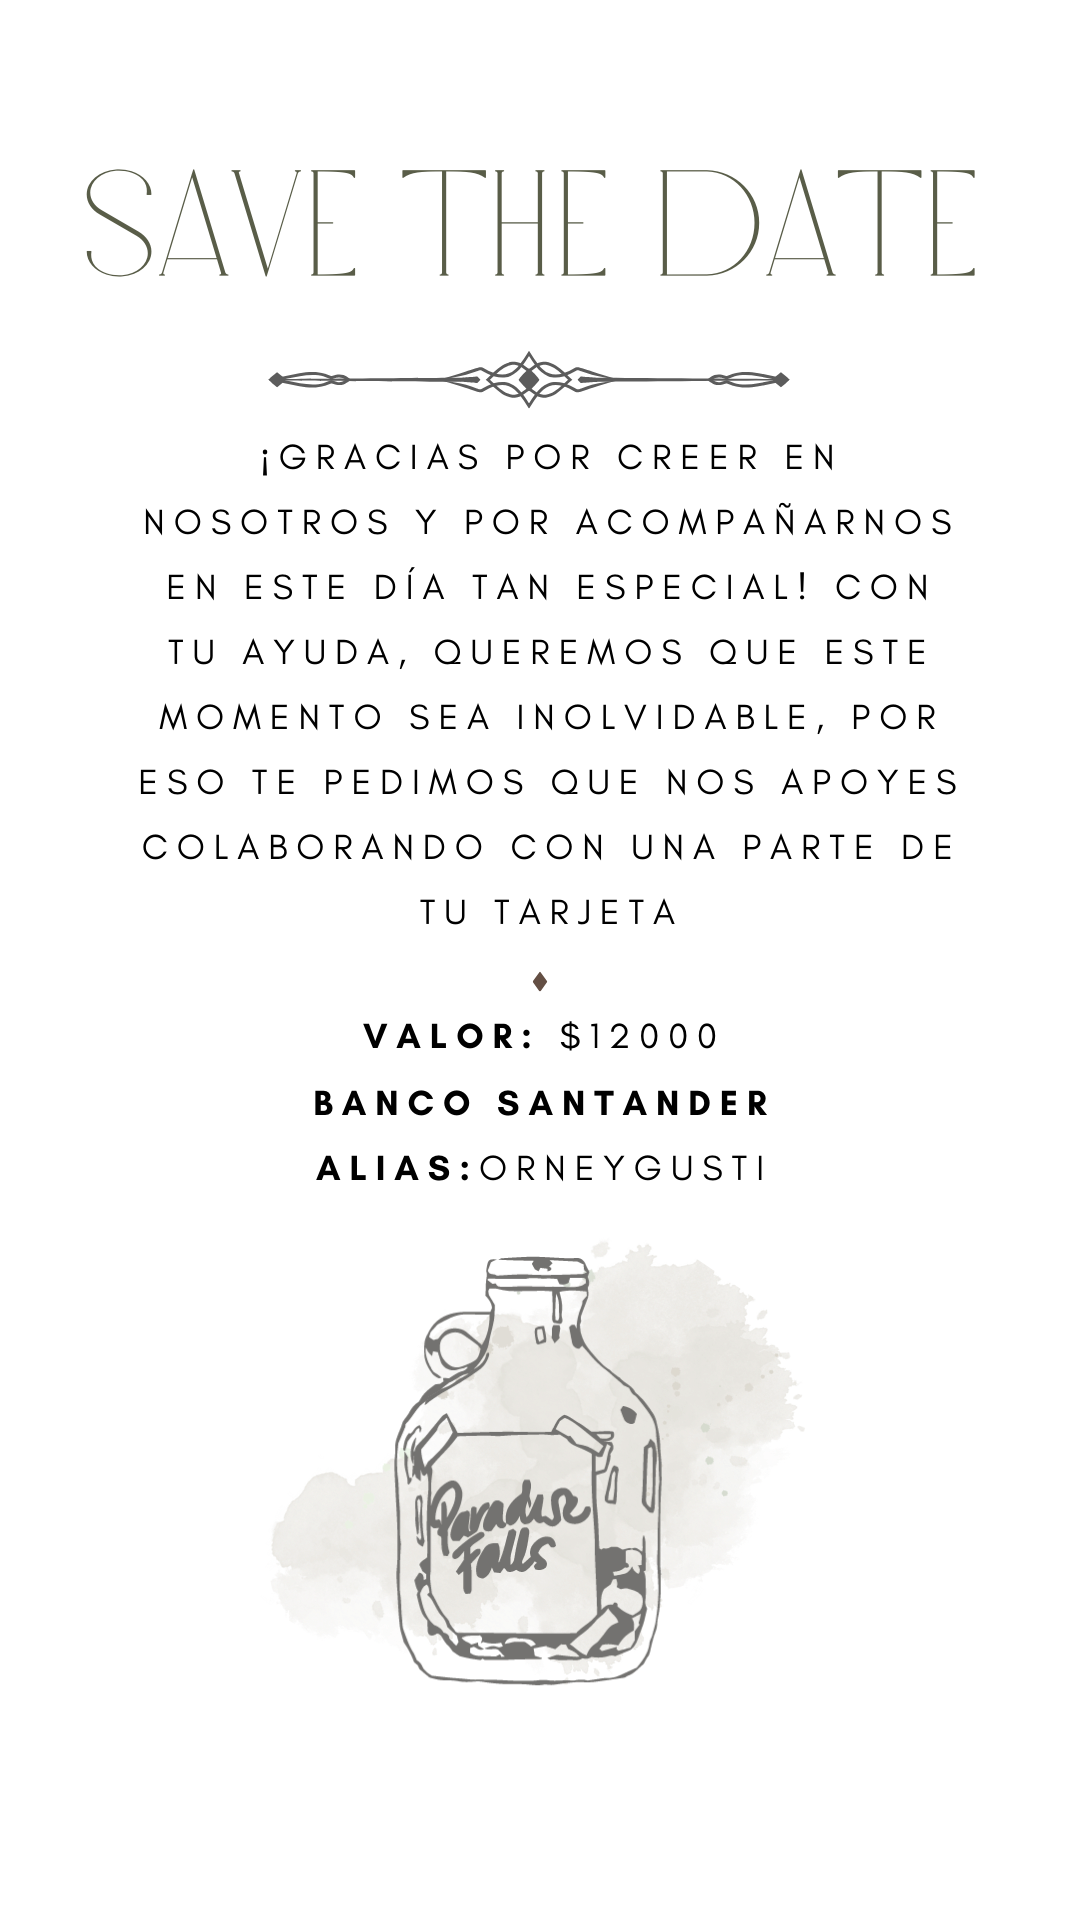 SAVE THE DATE
¡GRACIAS POR CREER EN
NOSOTROS Y POR ACOMPAÑARNOS
EN ESTE DÍA TAN ESPECIAL! CON
TU AYUDA, QUEREMOS QUE ESTE
MOMENTO SEA INOLVIDABLE, POR
ESO TE PEDIMOS QUE NOS APOYES
COLABORANDO CON UNA PARTE DE
TU TARJETA
VALOR: $12000
BANCO SANTANDER
ALIAS:ORNEYGUSTI
Paradise
Falls